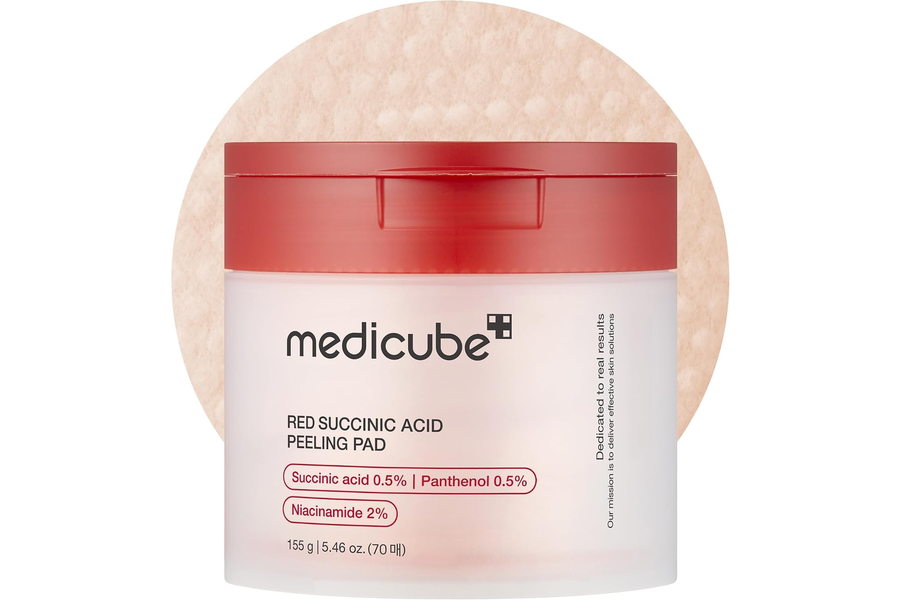 medicube
RED SUCCINIC ACID
PEELING PAD
Succinic acid 0.5% | Panthenol 0.5%
Niacinamide 2%
155 g | 5.46 oz. (70 매)
Dedicated to real results
Our mission is to deliver effective skin solutions